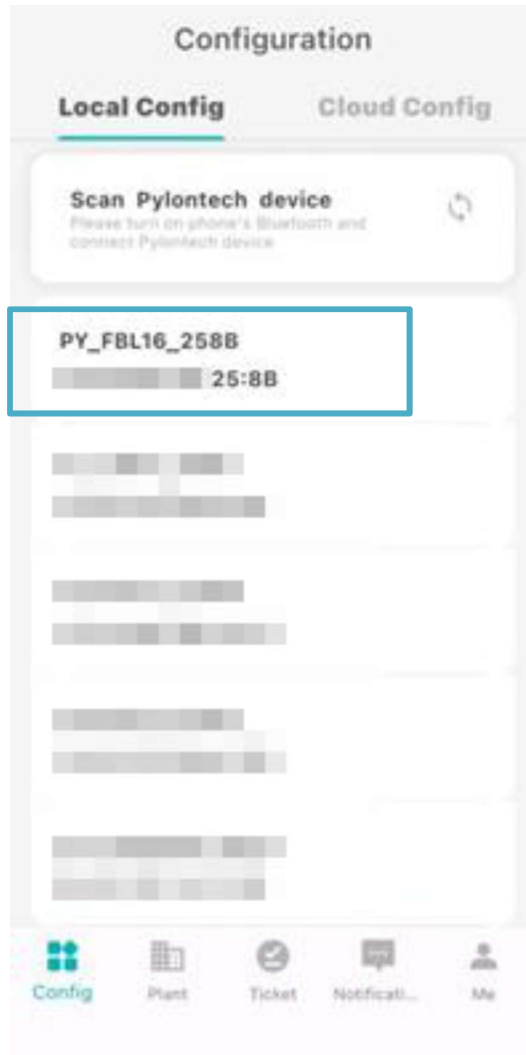 Configuration
Local Config
Cloud Config
Scan Pylontech device
Please turn on phone's Bluetooth and
connect Pylontech device
PY_FBL16_258B
25:8B
Config
Plant
Ticket
Notificati...
Me